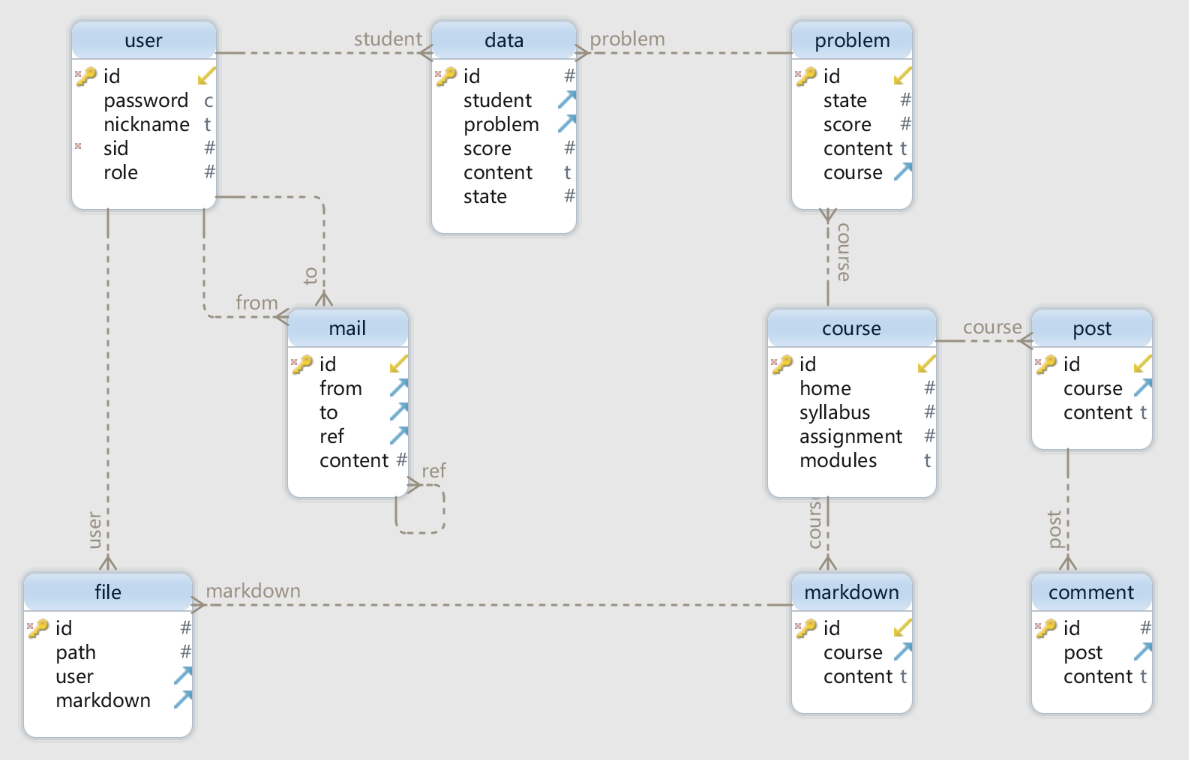 user
id
password c
nickname t
sid #
role #
student
data
id #
student
problem
score #
content t
state #
problem
problem
id
state #
score #
content t
course
to
from
mail
id
from
to
ref
content #
ref
course
course
id
home #
syllabus #
assignment #
modules t
course
post
id
course
content t
user
file
id #
path #
user
markdown
markdown
cours
markdown
id
course
content t
post
comment
id #
post
content t